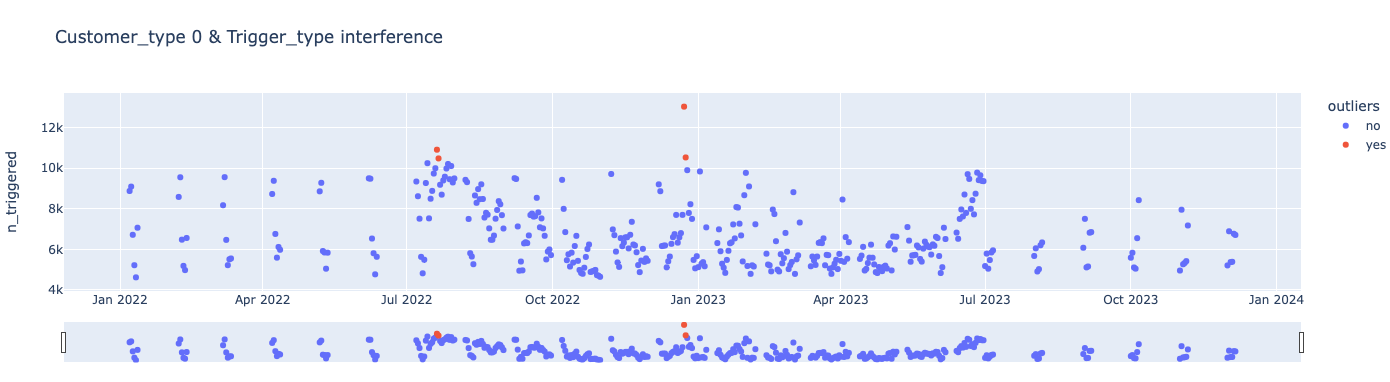 Customer_type 0 & Trigger_type interference
n_triggered
12k
10k
8k
6k
4k
Jan 2022 Apr 2022 Jul 2022 Oct 2022 Jan 2023 Apr 2023 Jul 2023 Oct 2023 Jan 2024
outliers
no
yes